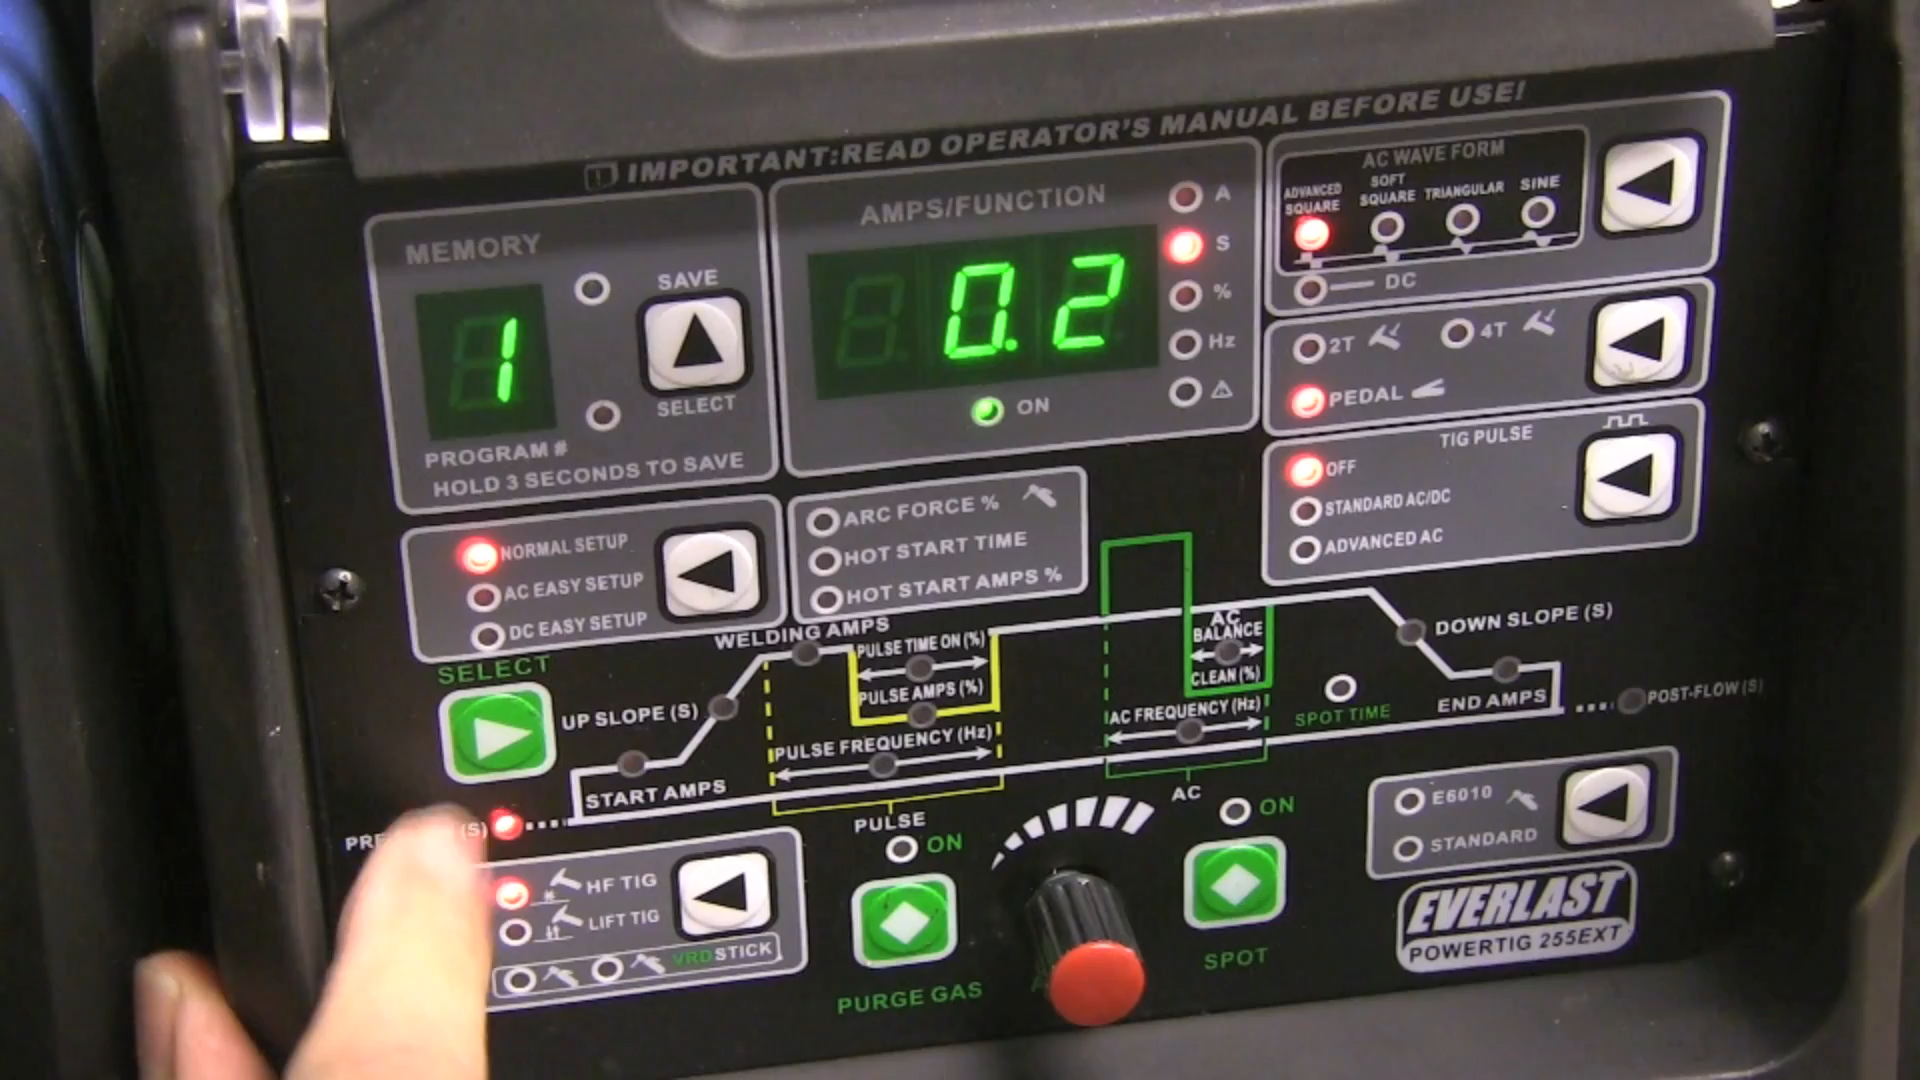 IMPORTANT:READ OPERATOR'S MANUAL BEFORE USE!
MEMORY
1
SAVE
SELECT
PROGRAM #
HOLD 3 SECONDS TO SAVE
AMPS/FUNCTION
0.2
ON
A
S
%
Hz
AC WAVE FORM
ADVANCED SQUARE
SOFT SQUARE
TRIANGULAR
SINE
DC
2T
4T
PEDAL
TIG PULSE
OFF
STANDARD AC/DC
ADVANCED AC
NORMAL SETUP
AC EASY SETUP
DC EASY SETUP
ARC FORCE %
HOT START TIME
HOT START AMPS %
SELECT
WELDING AMPS
UP SLOPE (S)
START AMPS
PULSE TIME ON (%)
PULSE AMPS (%)
PULSE FREQUENCY (Hz)
PULSE
AC
BALANCE
CLEAN (%)
AC FREQUENCY (Hz)
AC
SPOT TIME
DOWN SLOPE (S)
END AMPS
POST-FLOW (S)
(S)
HF TIG
LIFT TIG
VRD STICK
ON
PURGE GAS
ON
SPOT
E6010
STANDARD
EVERLAST
POWERTIG 255EXT